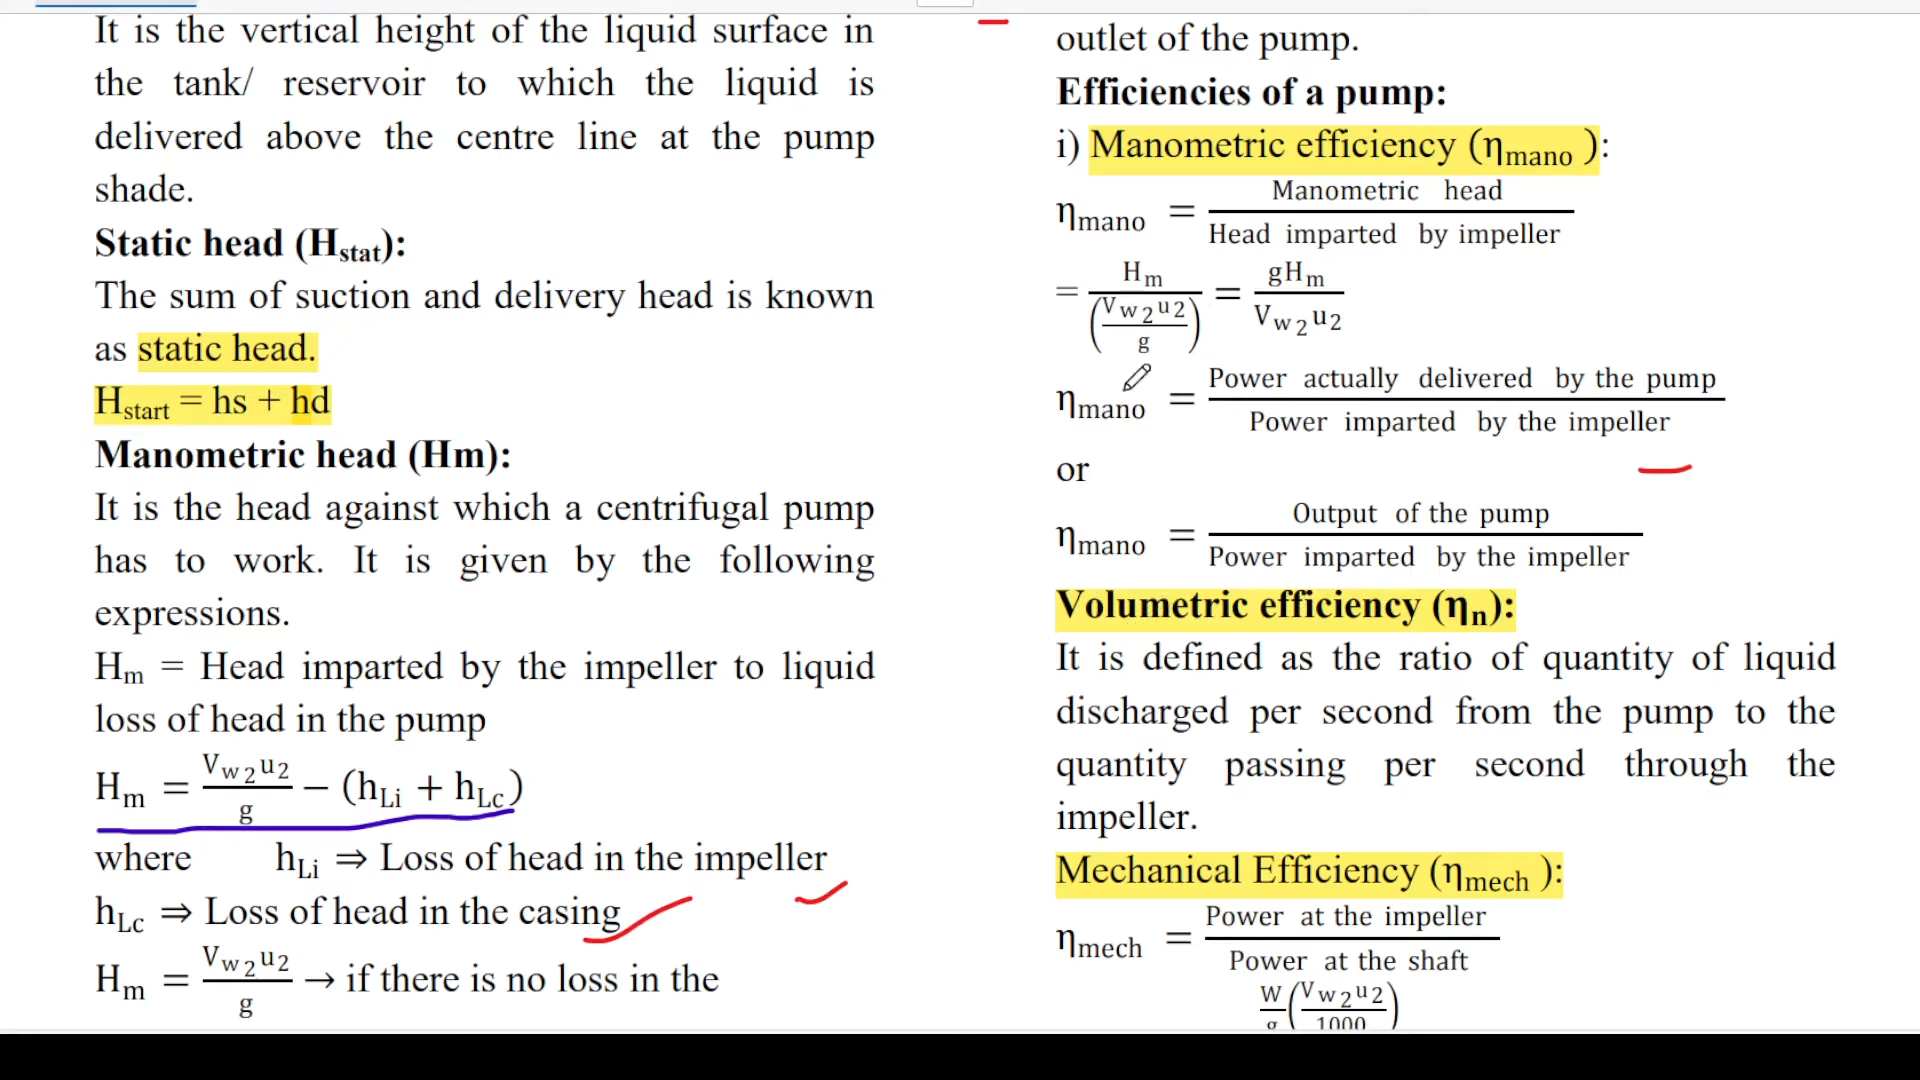 It is the vertical height of the liquid surface in
the tank/ reservoir to which the liquid is
delivered above the centre line at the pump
shade.
Static head (Hstat):
The sum of suction and delivery head is known
as static head.
Hstart = hs + hd
Manometric head (Hm):
It is the head against which a centrifugal pump
has to work. It is given by the following
expressions.
Hm = Head imparted by the impeller to liquid
loss of head in the pump
Hm = Vw2u2/g − (hLi + hLc)
where hLi ⇒ Loss of head in the impeller
hLc ⇒ Loss of head in the casing
Hm = Vw2u2/g → if there is no loss in the
outlet of the pump.
Efficiencies of a pump:
i) Manometric efficiency (ηmano ):
ηmano = Manometric head / Head imparted by impeller
= Hm/(Vw2u2/g) = gHm/Vw2u2
ηmano = Power actually delivered by the pump / Power imparted by the impeller
or
ηmano = Output of the pump / Power imparted by the impeller
Volumetric efficiency (ηn):
It is defined as the ratio of quantity of liquid
discharged per second from the pump to the
quantity passing per second through the
impeller.
Mechanical Efficiency (ηmech ):
ηmech = Power at the impeller / Power at the shaft
W/g (Vw2u2/1000)